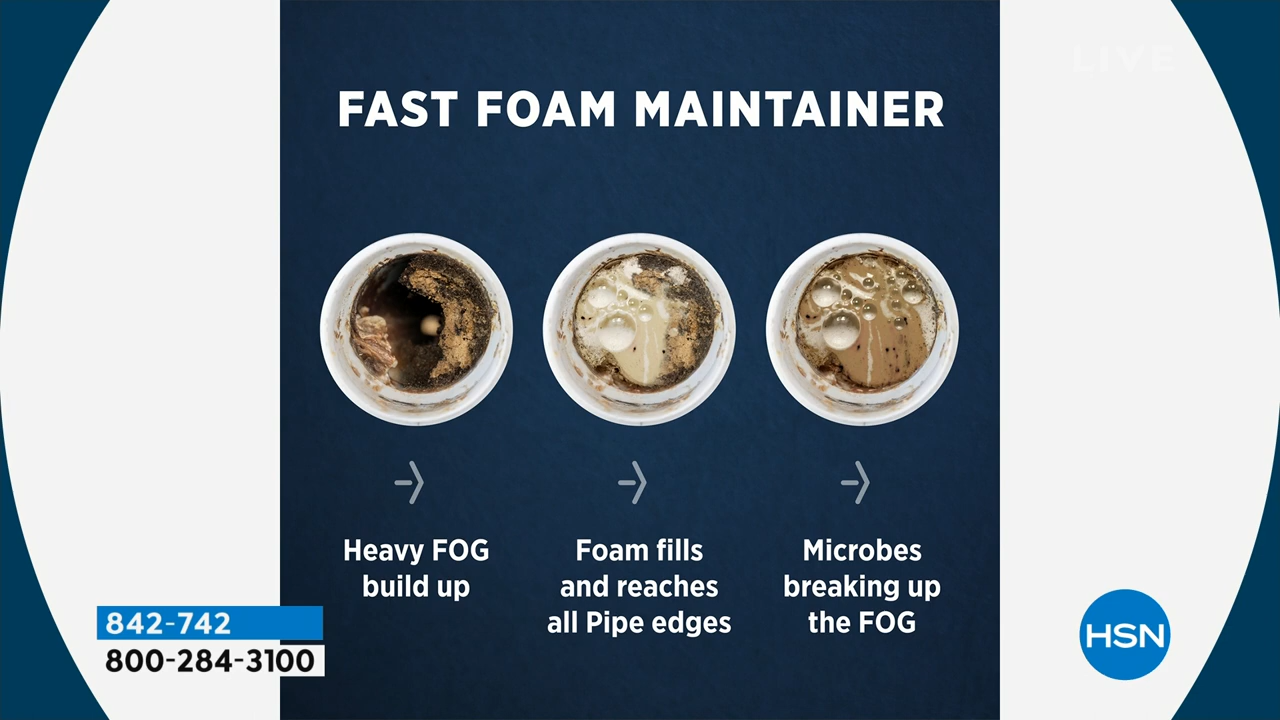 LIVE
FAST FOAM MAINTAINER
Heavy FOG
build up
Foam fills
and reaches
all Pipe edges
Microbes
breaking up
the FOG
842-742
800-284-3100
HSN